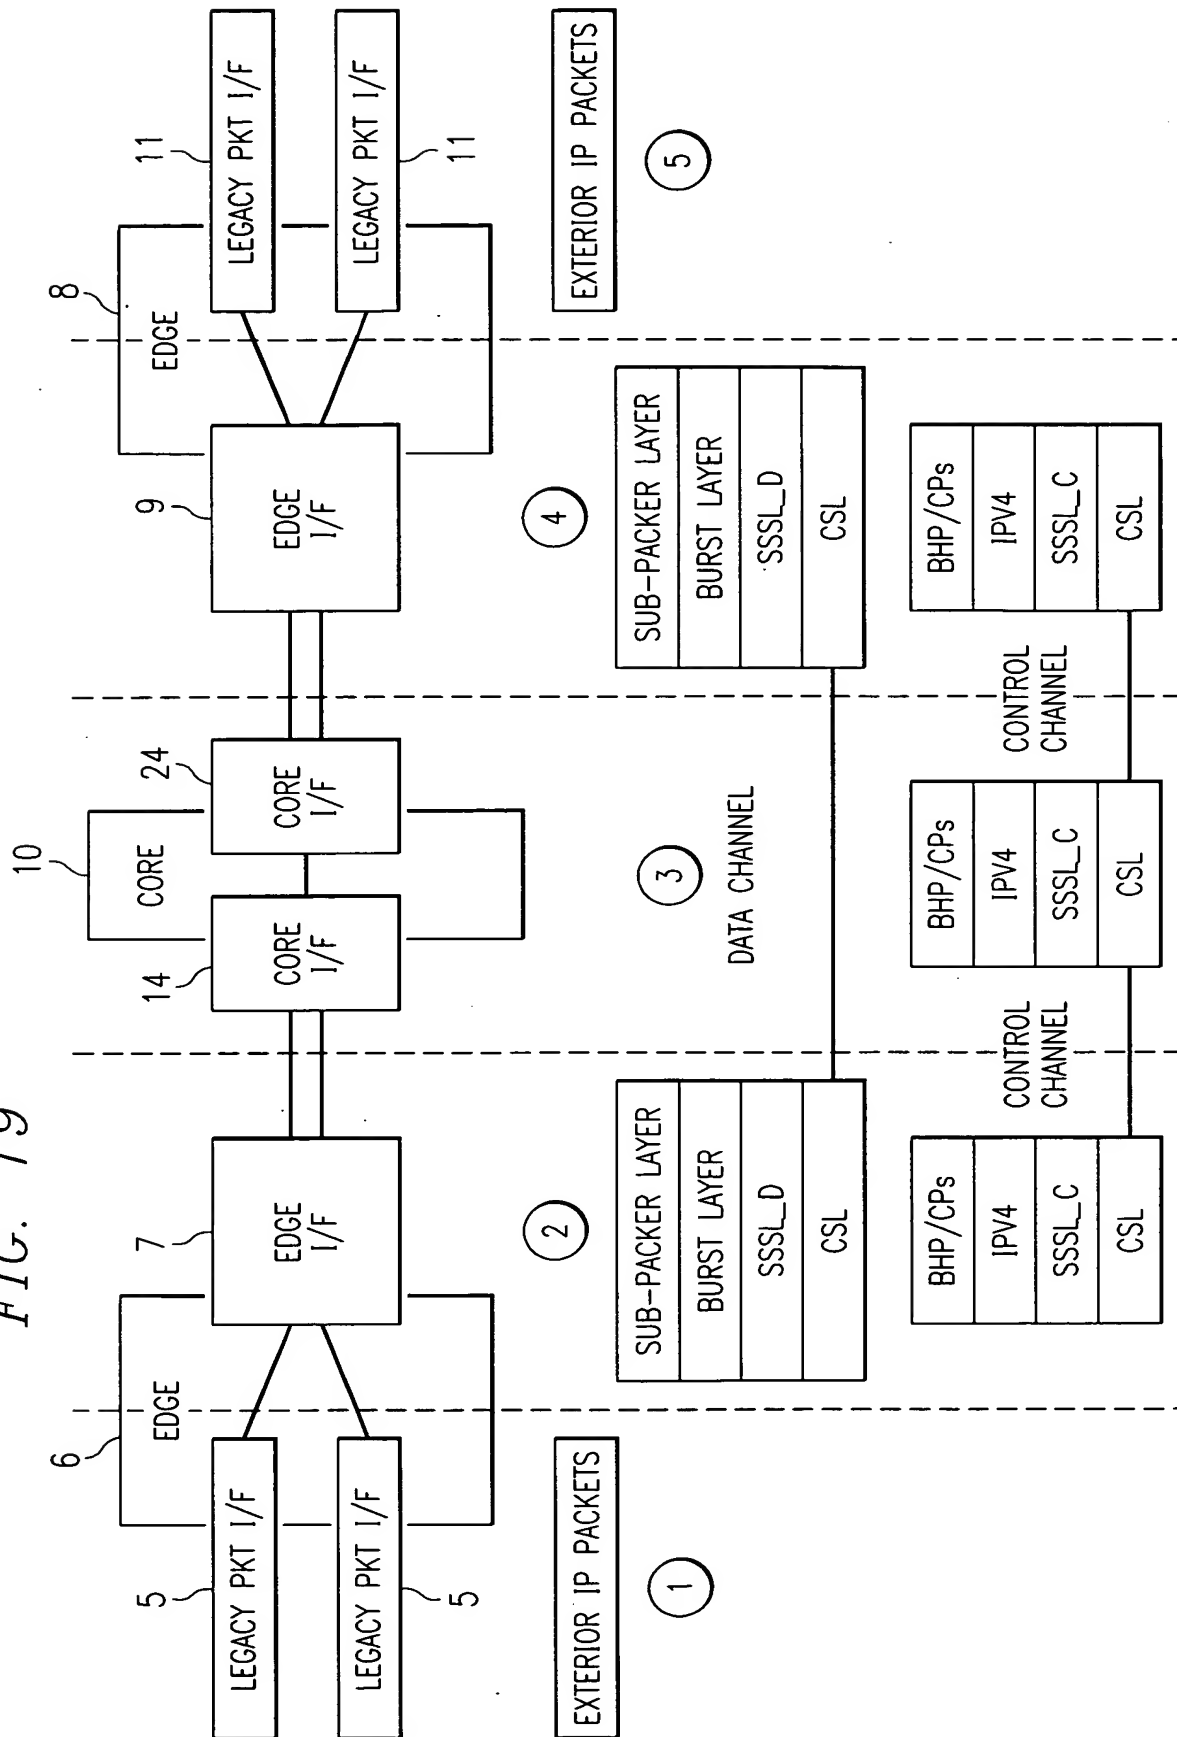 FIG. 19
6
EDGE
5
LEGACY PKT I/F
LEGACY PKT I/F
5
7
EDGE
I/F
10
CORE
14
CORE
I/F
24
CORE
I/F
9
EDGE
I/F
8
EDGE
11
LEGACY PKT I/F
LEGACY PKT I/F
11
EXTERIOR IP PACKETS
1
2
3
4
EXTERIOR IP PACKETS
5
SUB-PACKER LAYER
BURST LAYER
SSSL_D
CSL
DATA CHANNEL
SUB-PACKER LAYER
BURST LAYER
SSSL_D
CSL
BHP/CPs
IPV4
SSSL_C
CSL
CONTROL
CHANNEL
BHP/CPs
IPV4
SSSL_C
CSL
CONTROL
CHANNEL
BHP/CPs
IPV4
SSSL_C
CSL